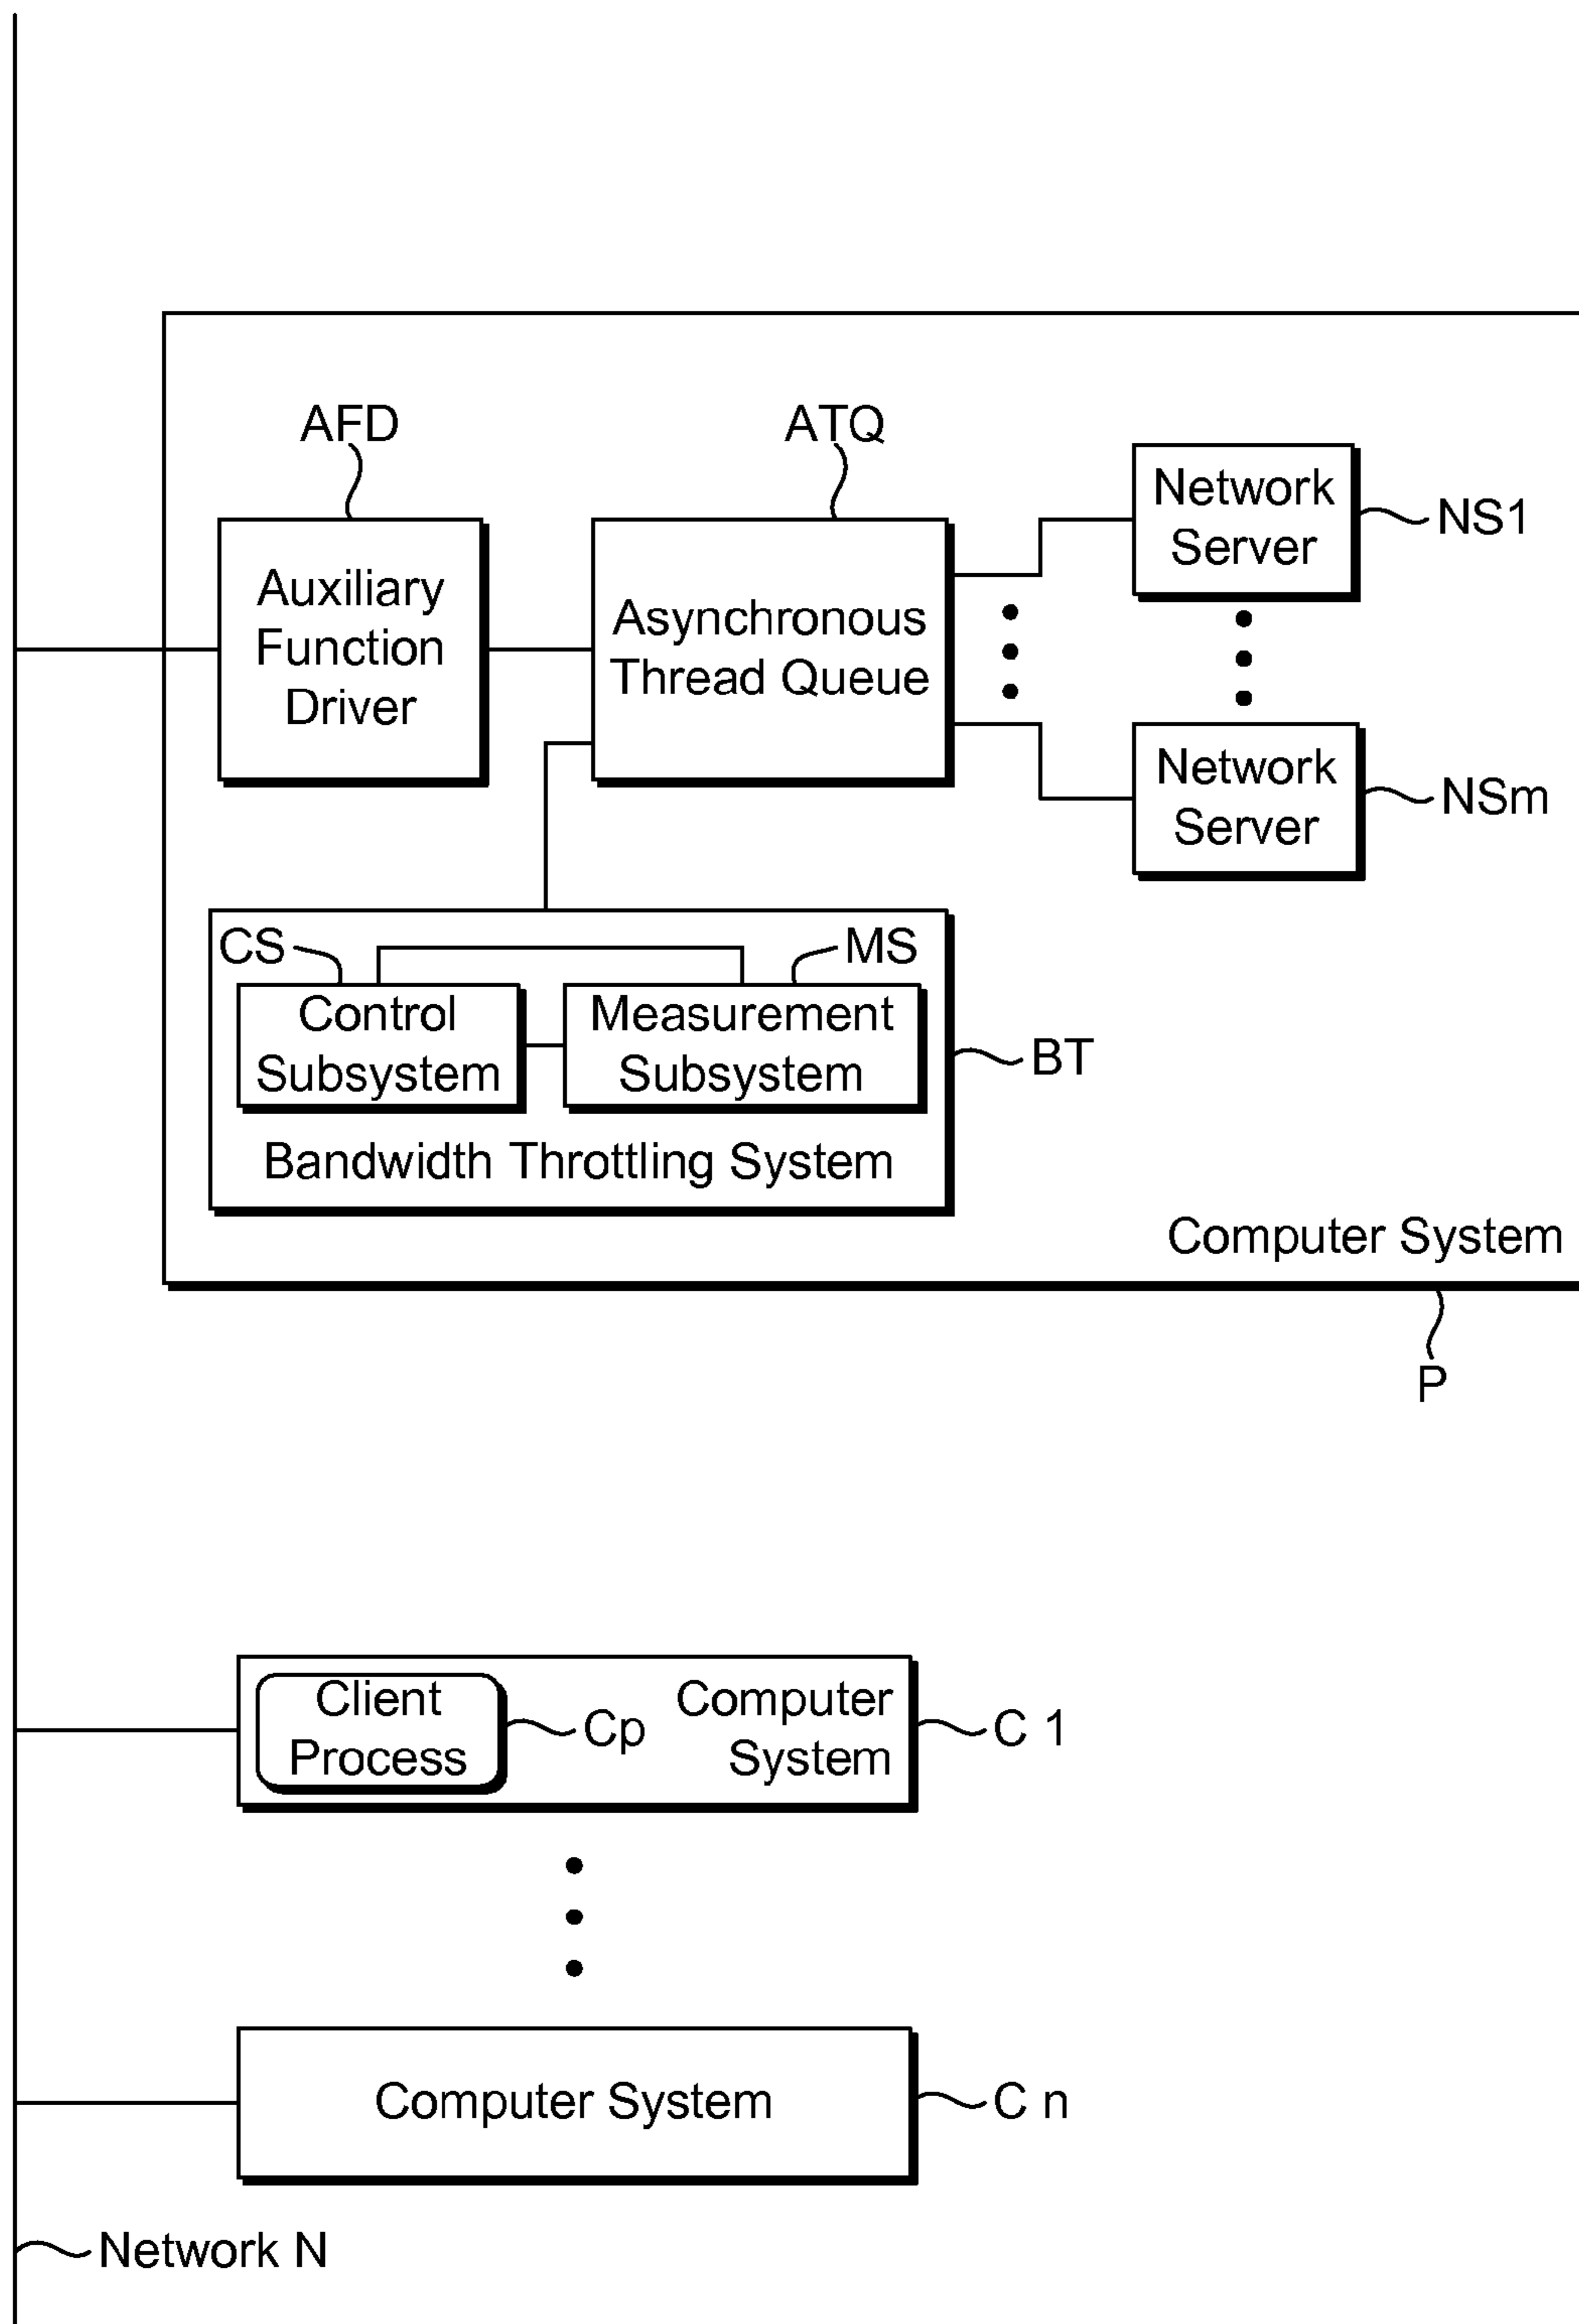 AFD
ATQ
Network
Server
NS1
Auxiliary
Function
Driver
Asynchronous
Thread Queue
Network
Server
NSm
CS
MS
Control
Subsystem
Measurement
Subsystem
BT
Bandwidth Throttling System
Computer System
P
Client
Process
Cp
Computer
System
C 1
Computer System
C n
Network N